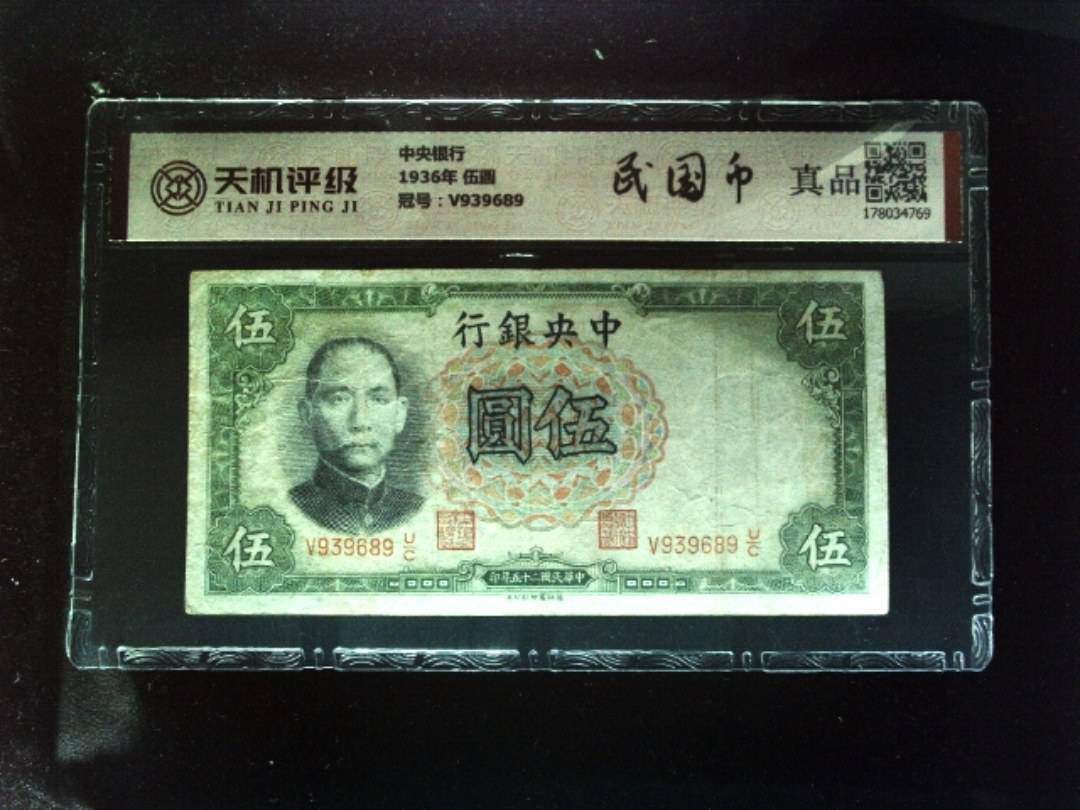 天机评级
TIAN JI PING JI
中央银行
1936年 伍圓
冠号：V939689
民国币
真品
178034769
伍
行銀央中
伍
圓伍
伍
V939689 U/C
V939689 U/C
伍
印年五十二國民華中